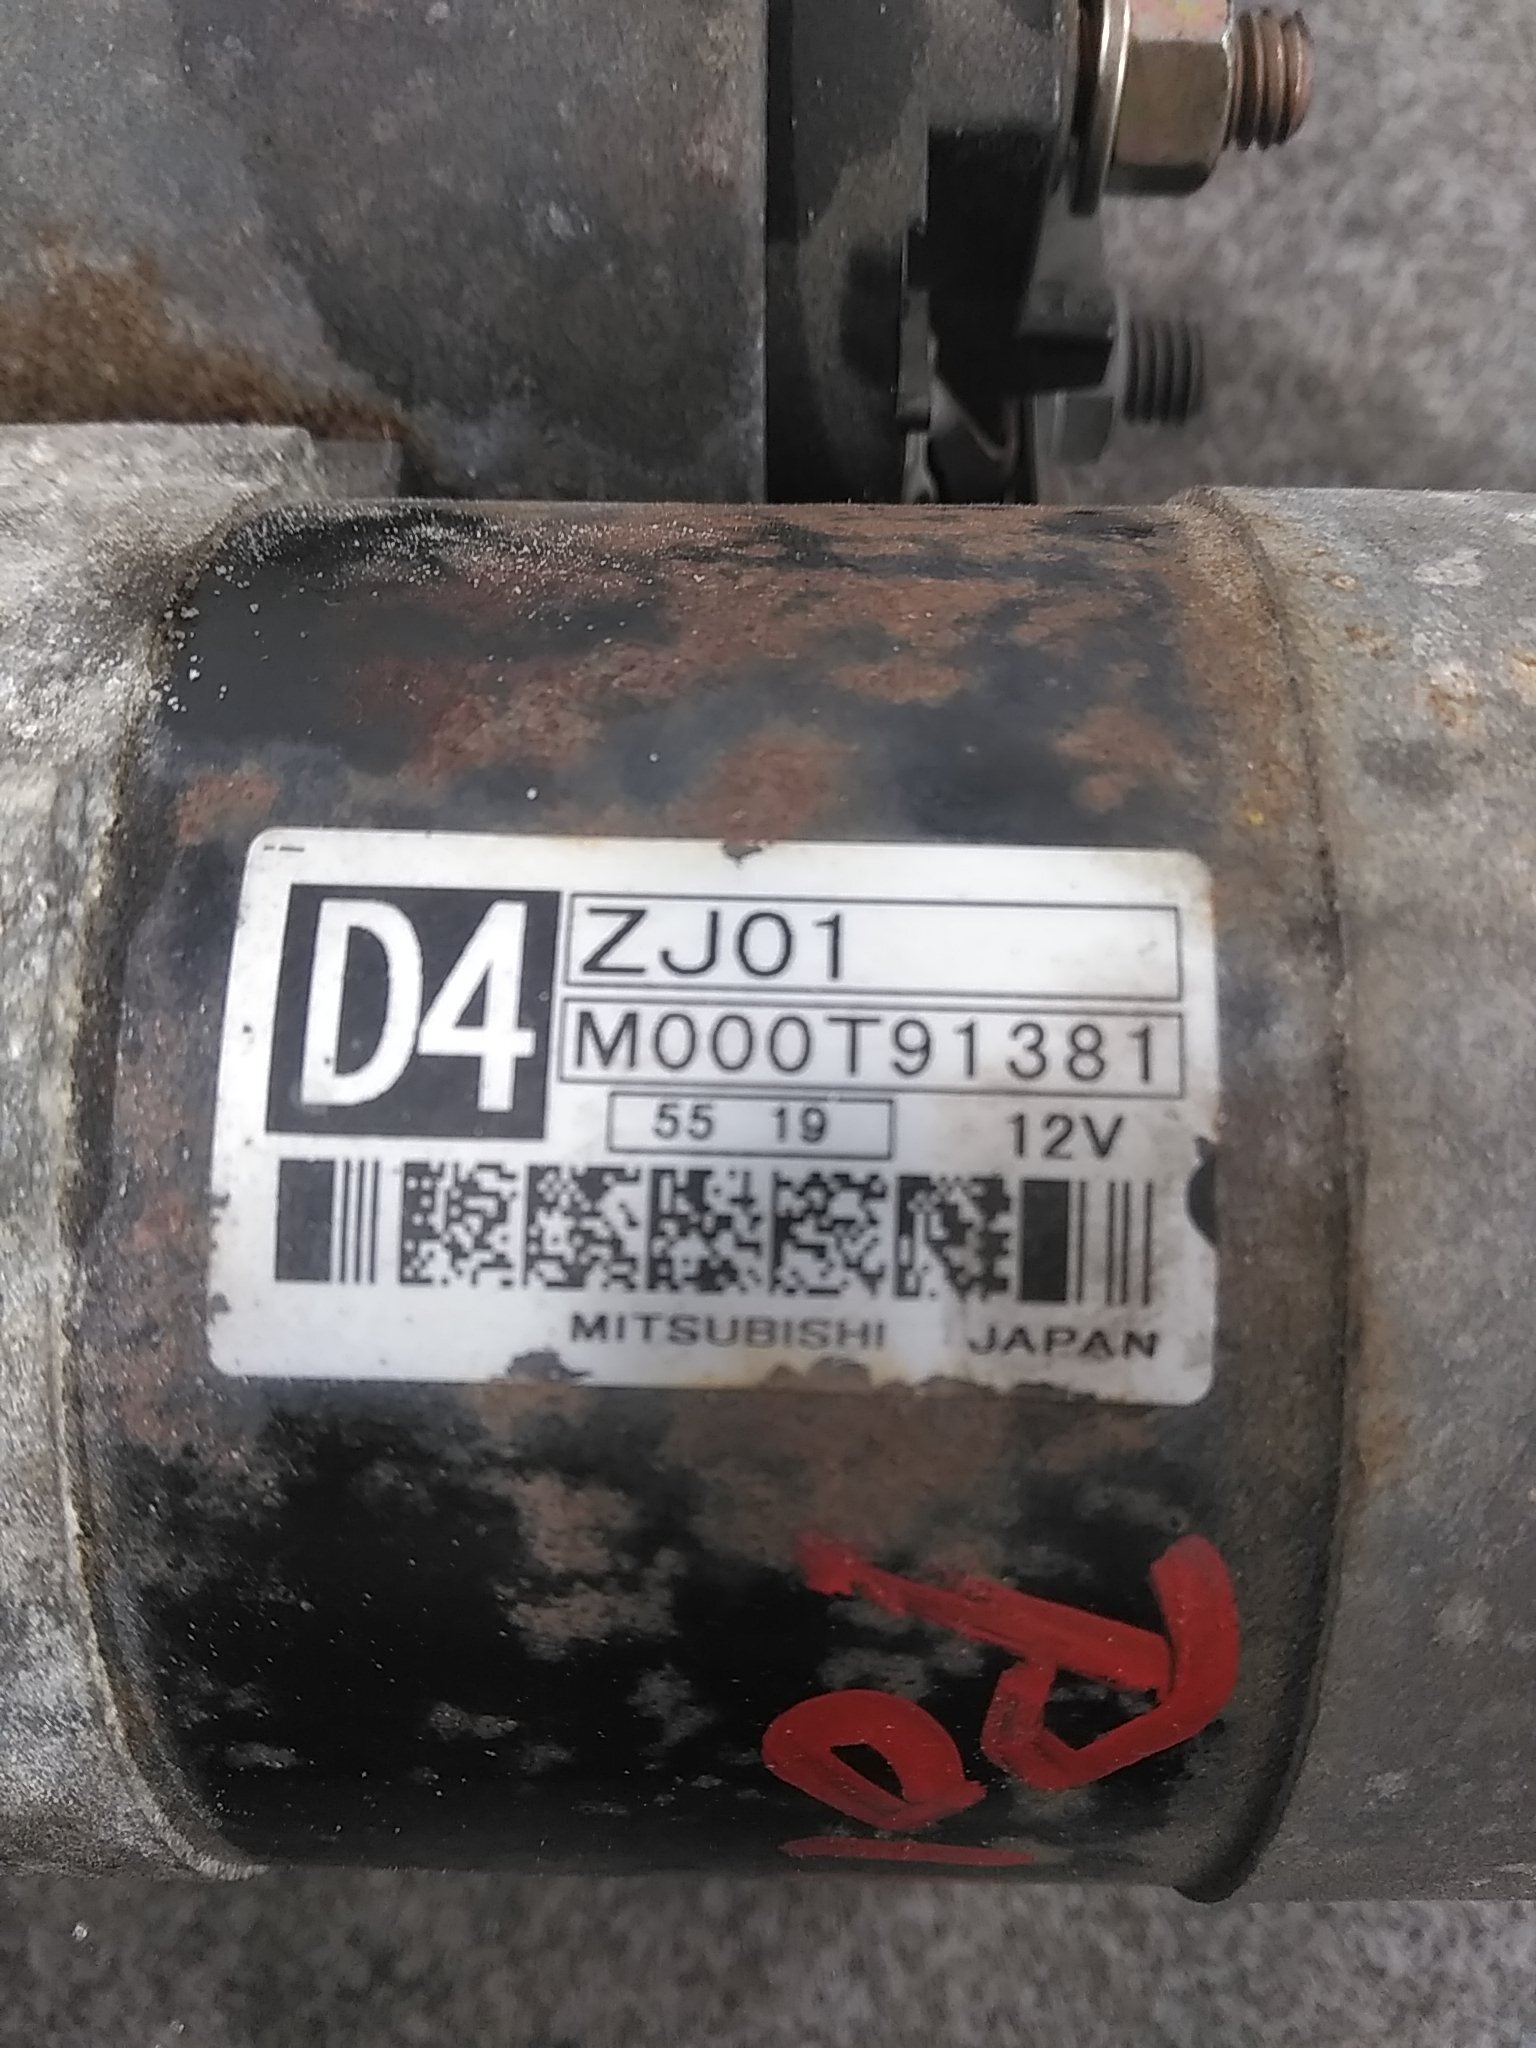 D4
ZJ01
M000T91381
55 19
12V
MITSUBISHI JAPAN